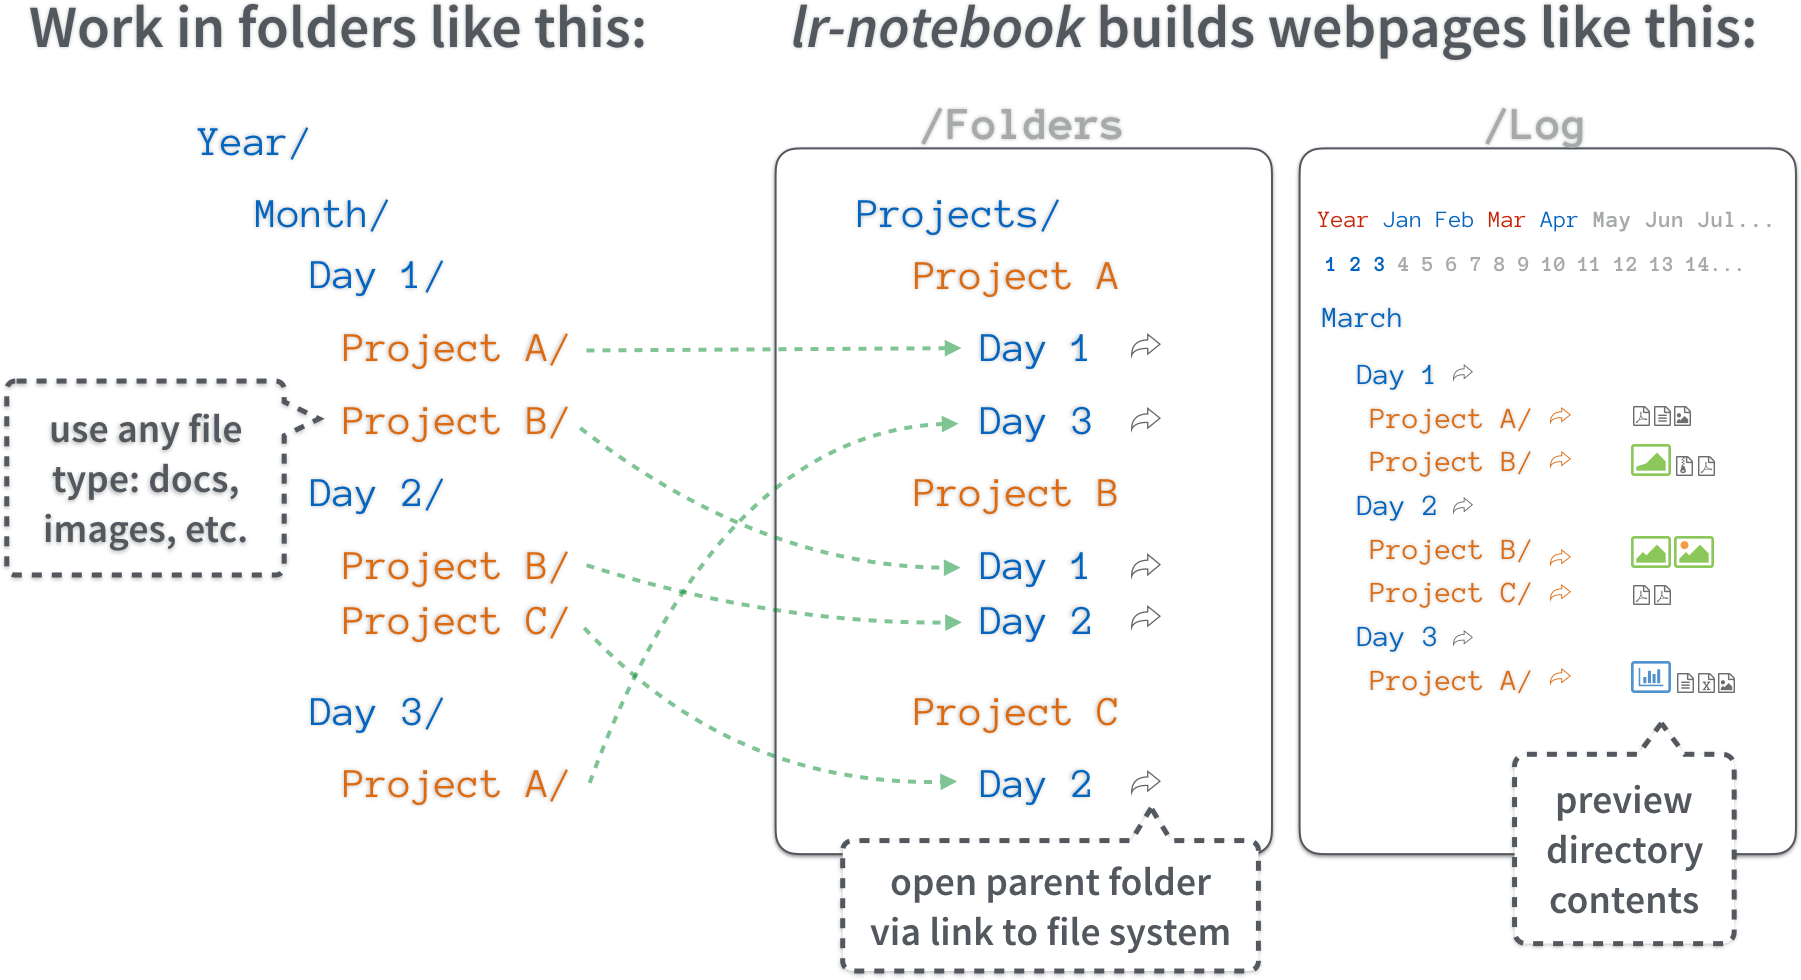 Work in folders like this:
lr-notebook builds webpages like this:
Year/
Month/
Day 1/
Project A/
Project B/
Day 2/
Project B/
Project C/
Day 3/
Project A/
use any file
type: docs,
images, etc.
/Folders
Projects/
Project A
Day 1
Day 3
Project B
Day 1
Day 2
Project C
Day 2
open parent folder
via link to file system
/Log
Year Jan Feb Mar Apr May Jun Jul...
1 2 3 4 5 6 7 8 9 10 11 12 13 14...
March
Day 1
Project A/
Project B/
Day 2
Project B/
Project C/
Day 3
Project A/
preview
directory
contents